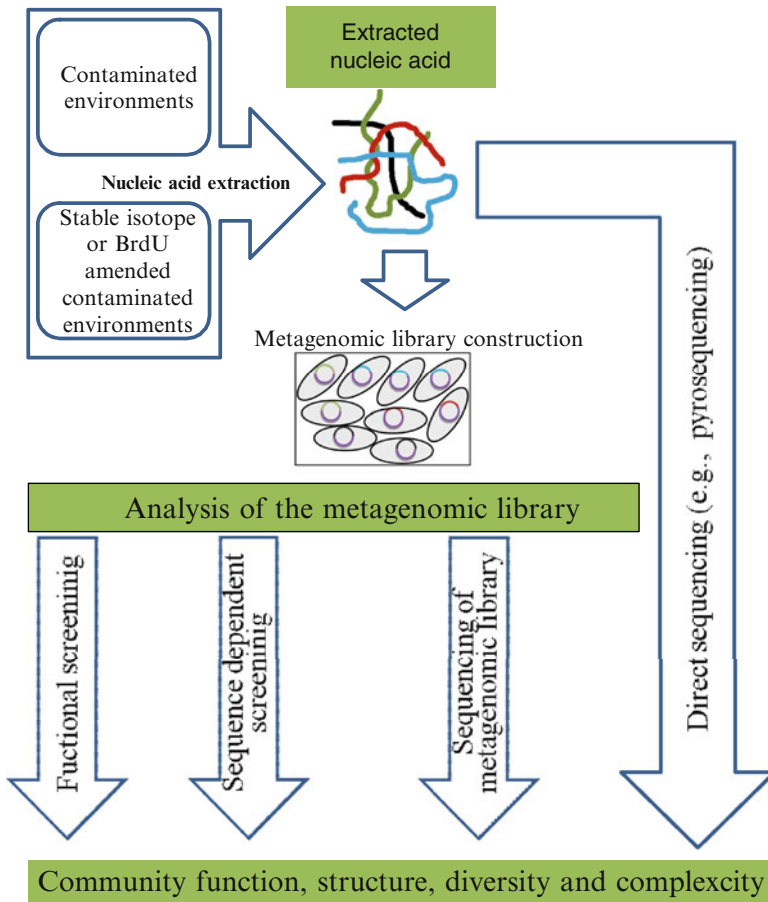 Contaminated
environments
Extracted
nucleic acid
Nucleic acid extraction
Stable isotope
or BrdU
amended
contaminated
environments
Metagenomic library construction
Analysis of the metagenomic library
Fuctional screeninig
Sequence dependent
screeninig
Sequencing of
metagenomic library
Direct sequencing (e.g., pyrosequencing)
Community function, structure, diversity and complexcity